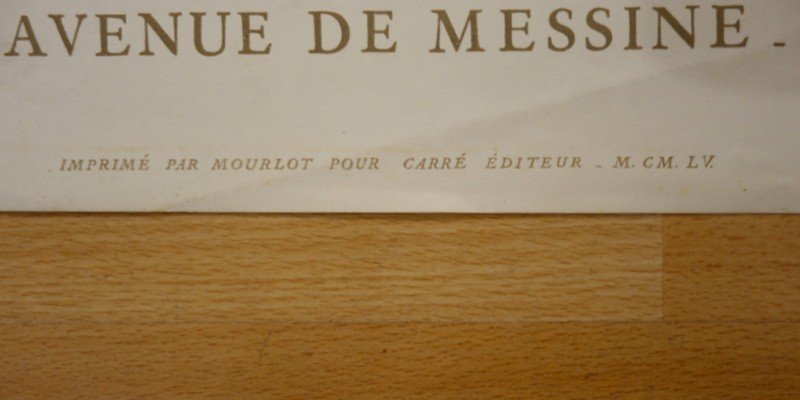 AVENUE DE MESSINE -
IMPRIMÉ PAR MOURLOT POUR CARRÉ ÉDITEUR - M. CM. LV.